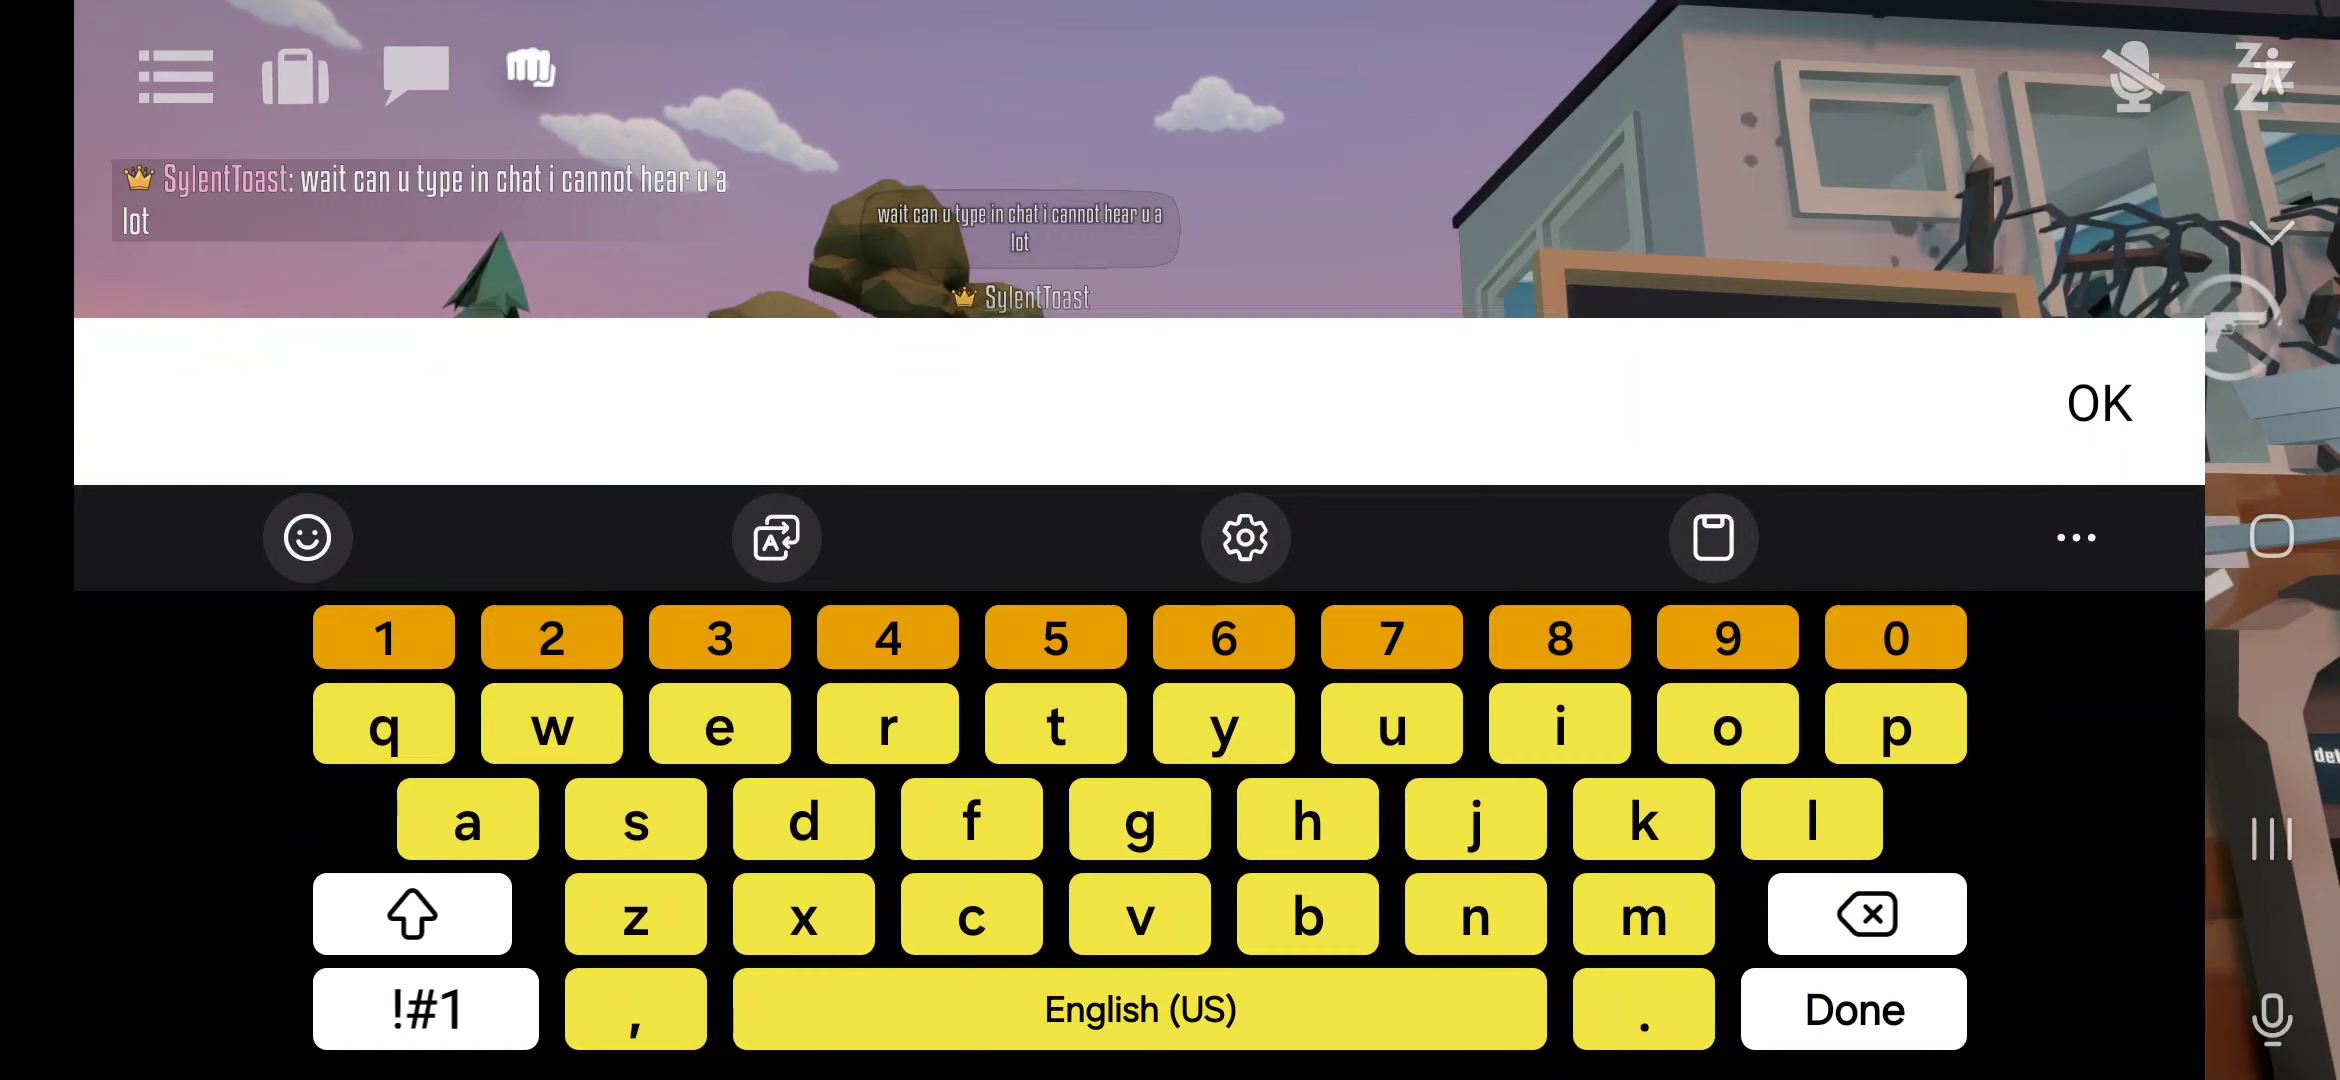 SylentToast: wait can u type in chat i cannot hear u a
lot
wait can u type in chat i cannot hear u a
lot
SylentToast
OK
1 2 3 4 5 6 7 8 9 0
q w e r t y u i o p
a s d f g h j k l
z x c v b n m
!#1 , English (US) . Done